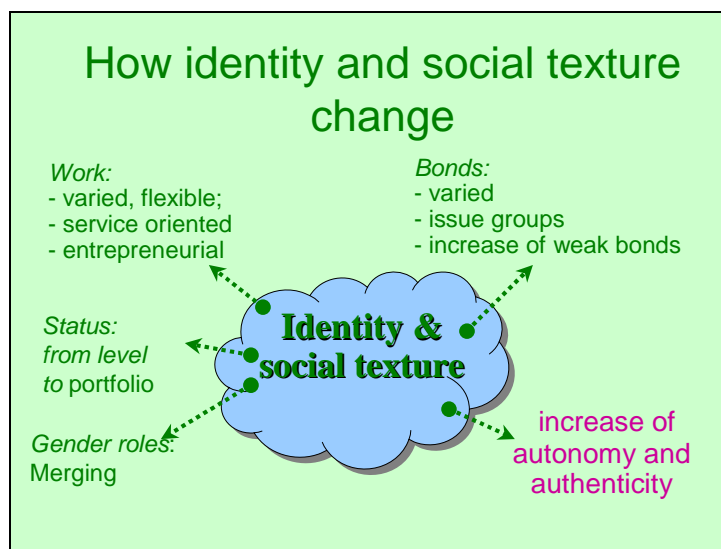 How identity and social texture
change
Work:
- varied, flexible;
- service oriented
- entrepreneurial
Bonds:
- varied
- issue groups
- increase of weak bonds
Identity &
social texture
Status:
from level
to portfolio
Gender roles:
Merging
increase of
autonomy and
authenticity